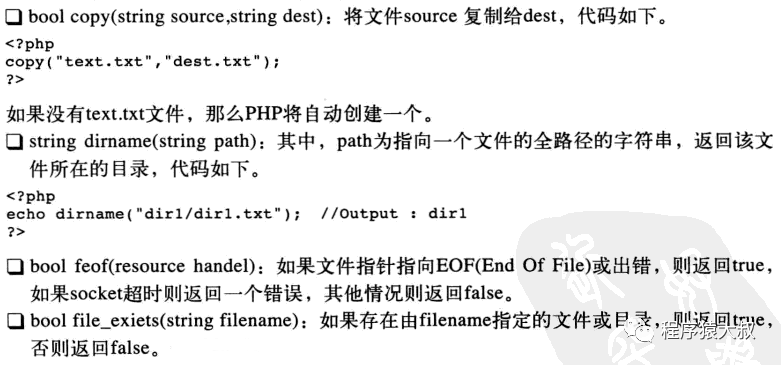 ❑ bool copy(string source,string dest)：将文件source 复制给dest，代码如下。
<?php
copy("text.txt","dest.txt");
?>
如果没有text.txt文件，那么PHP将自动创建一个。
❑ string dirname(string path)：其中，path为指向一个文件的全路径的字符串，返回该文
件所在的目录，代码如下。
<?php
echo dirname("dir1/dir1.txt");  //Output : dir1
?>
❑ bool feof(resource handel)：如果文件指针指向EOF(End Of File)或出错，则返回true，
如果socket超时则返回一个错误，其他情况则返回false。
❑ bool file_exiets(string filename)：如果存在由filename指定的文件或目录，则返回true，
否则返回false。
程序猿大叔